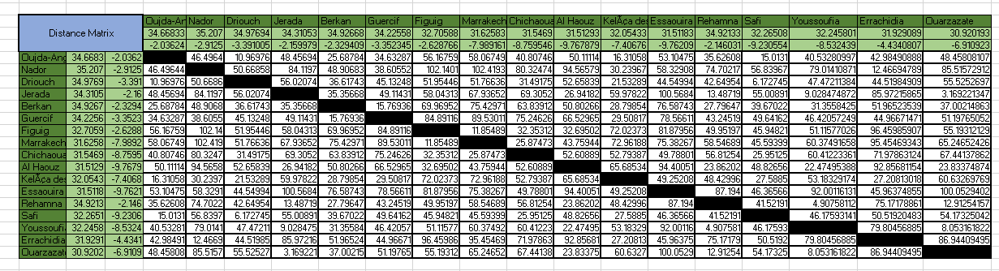 Distance Matrix Oujda-An Nador Driouch Jerada Berkan Guercif Figuig Marrakech Chichaoua Al Haouz KelÃ§a des Essaouira Rehamna Safi Youssoufia Errachidia Ouarzazate
34.66833 35.207 34.97694 34.31053 34.92668 34.22558 32.70588 31.62583 31.5469 31.51293 32.05433 31.51183 34.92133 32.26508 32.245801 31.929089 30.920193
-2.03624 -2.9125 -3.391005 -2.159979 -2.329409 -3.352345 -2.628766 -7.989161 -8.759546 -9.767879 -7.40676 -9.76209 -2.146031 -9.230554 -8.532439 -4.4340807 -6.910923
Oujda-Ang 34.6683 -2.0362 46.4964 10.96976 48.45694 25.68784 34.63287 56.16759 58.06749 40.80746 50.11114 16.31058 53.10475 35.62608 15.0131 40.53280997 42.98490888 48.45808107
Nador 35.207 -2.9125 46.49644 50.66858 84.1197 48.90683 38.60552 102.1401 102.4193 80.32474 94.56579 30.23967 58.32908 74.70217 56.83967 79.01410871 12.46694789 85.51572912
Driouch 34.9769 -3.391 10.96976 50.6686 56.02074 36.61743 45.13248 51.95446 51.76636 31.49175 52.65839 21.53289 44.54994 42.64954 6.172745 47.47211384 44.51984909 55.5252697
Jerada 34.3105 -2.16 48.45694 84.1197 56.02074 35.35668 49.11431 58.04313 67.93652 69.3052 26.94182 59.97822 100.5684 13.48719 55.00891 9.028474872 85.97215865 3.169221347
Berkan 34.9267 -2.3294 25.68784 48.9068 36.61743 35.35668 15.76936 69.96952 75.42971 63.83912 50.80266 28.79854 76.58743 27.79647 39.67022 31.3558425 51.96523539 37.00214863
Guercif 34.2256 -3.3523 34.63287 38.6055 45.13248 49.11431 15.76936 84.89116 89.53011 75.24626 66.52965 29.50817 78.56611 43.24519 49.64162 46.42057249 44.96671471 51.19765052
Figuig 32.7059 -2.6288 56.16759 102.14 51.95446 58.04313 69.96952 84.89116 11.85489 32.35312 32.69502 72.02373 81.87956 49.95197 45.94821 51.11577026 96.45985907 55.19312129
Marrakech 31.6258 -7.9892 58.06749 102.419 51.76636 67.93652 75.42971 89.53011 11.85489 25.87473 43.75944 72.96188 75.38267 58.54689 45.59399 60.37491658 95.45469343 65.24652426
Chichaoua 31.5469 -8.7595 40.80746 80.3247 31.49175 69.3052 63.83912 75.24626 32.35312 25.87473 52.60889 52.79387 49.78801 56.81254 25.95125 60.41223361 71.97863124 67.44137862
Al Haouz 31.5129 -9.7679 50.11114 94.5658 52.65839 26.94182 50.80266 66.52965 32.69502 43.75944 52.60889 65.68534 94.40051 23.86202 48.82656 22.47495388 92.8568154 23.83374874
KelÃ§a des 32.0543 -7.4068 16.31058 30.2397 21.53289 59.97822 28.79854 29.50817 72.02373 72.96188 52.79387 65.68534 49.25208 48.42996 27.5885 53.18329174 27.20813018 60.63260769
Essaouira 31.5118 -9.7621 53.10475 58.3291 44.54994 100.5684 76.58743 78.56611 81.87956 75.38267 49.78801 94.40051 49.25208 87.194 46.36566 92.00116131 45.96374855 100.0529402
Rehamna 34.9213 -2.146 35.62608 74.7022 42.64954 13.48719 27.79647 43.24519 49.95197 58.54689 56.81254 23.86202 48.42996 87.194 41.52191 4.90758112 75.17178861 12.91254157
Safi 32.2651 -9.2306 15.0131 56.8397 6.172745 55.00891 39.67022 49.64162 45.94821 45.59399 25.95125 48.82656 27.5885 46.36566 41.52191 46.17593141 50.51920483 54.17325042
Youssoufi 32.2458 -8.5324 40.53281 79.0141 47.47211 9.028475 31.35584 46.42057 51.11577 60.37492 60.41223 22.47495 53.18329 92.00116 4.907581 46.17593 79.80456885 8.053161822
Errachidia 31.9291 -4.4341 42.98491 12.4669 44.51985 85.97216 51.96524 44.96671 96.45986 95.45469 71.97863 92.85681 27.20813 45.96375 75.17179 50.5192 79.80456885 86.94409495
Ouarzazat 30.9202 -6.9109 48.45808 85.5157 55.52527 3.169221 37.00215 51.19765 55.19312 65.24652 67.44138 23.83375 60.63261 100.0529 12.91254 54.17325 8.053161822 86.94409495